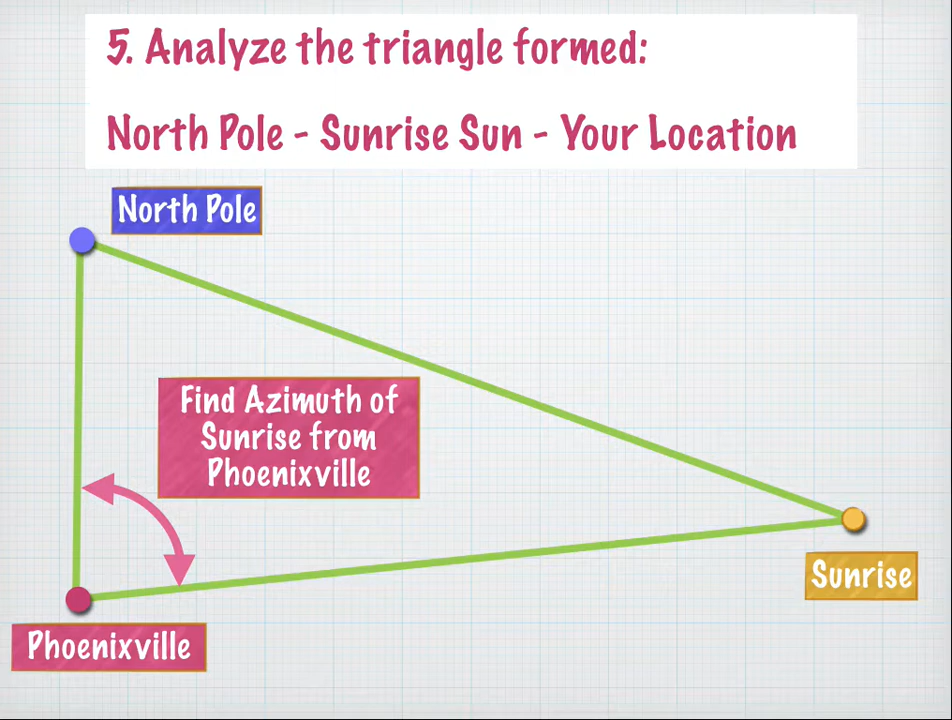 5. Analyze the triangle formed:
North Pole - Sunrise Sun - Your Location
North Pole
Find Azimuth of
Sunrise from
Phoenixville
Sunrise
Phoenixville